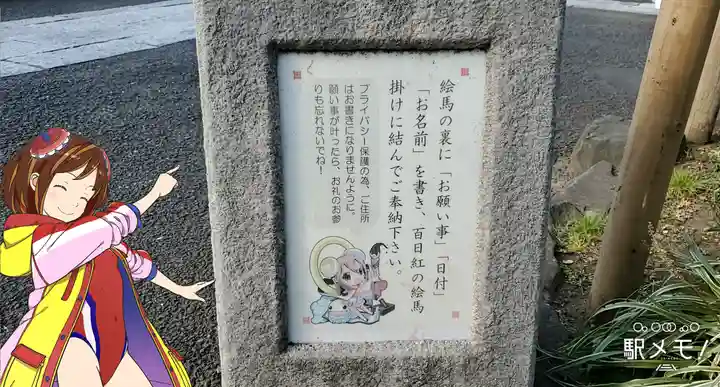 絵馬の裏に「お願い事」「日付」
「お名前」を書き、百日紅の絵馬
掛けに結んでご奉納下さい。
プライバシー保護の為、ご住所
はお書きになりませんように。
願い事が叶ったら、お礼のお参
りも忘れないでね！
駅メモ！